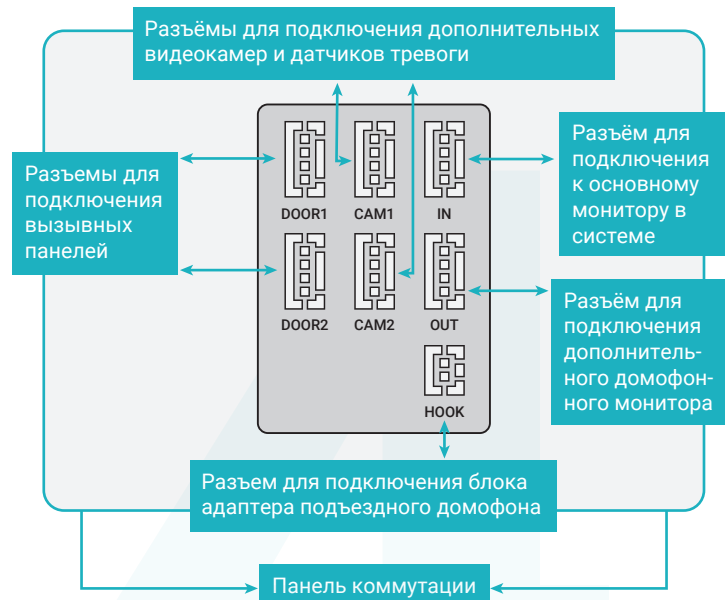 Разъёмы для подключения дополнительных
видеокамер и датчиков тревоги
Разъемы для
подключения
вызывных
панелей
Разъём для
подключения
к основному
монитору в
системе
DOOR1 CAM1 IN
DOOR2 CAM2 OUT
Разъём для
подключения
дополнитель-
ного домофон-
ного монитора
HOOK
Разъем для подключения блока
адаптера подъездного домофона
Панель коммутации